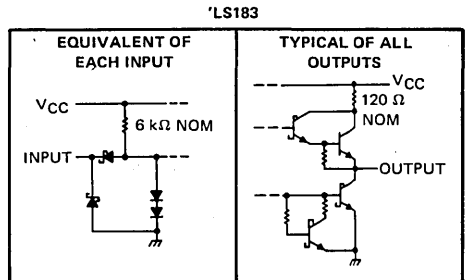 'LS183
EQUIVALENT OF
EACH INPUT
VCC
6 kΩ NOM
INPUT
TYPICAL OF ALL
OUTPUTS
VCC
120 Ω
NOM
OUTPUT